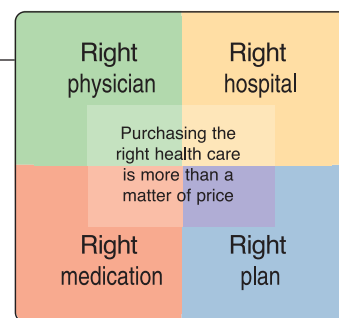 Right
physician
Right
hospital
Purchasing the
right health care
is more than a
matter of price
Right
medication
Right
plan